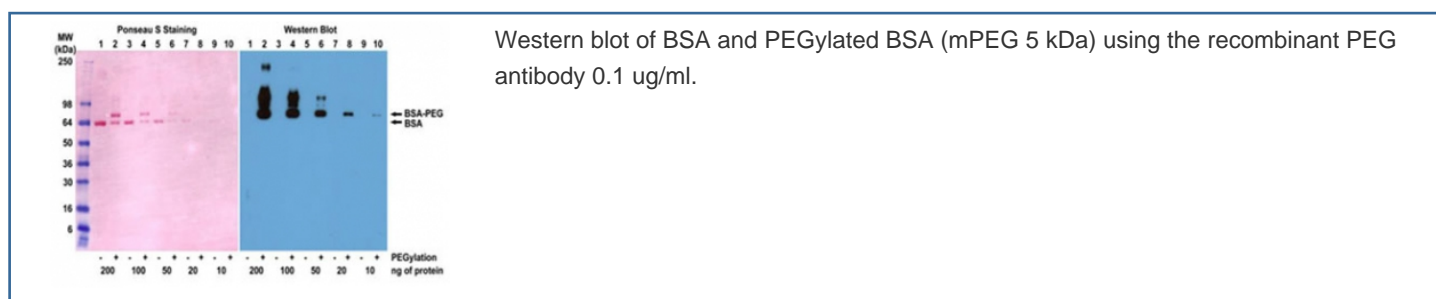 Ponseau S Staining
Western Blot
MW
(kDa)
1 2 3 4 5 6 7 8 9 10
1 2 3 4 5 6 7 8 9 10
250
98
64
50
36
30
16
6
BSA-PEG
BSA
- + - + - + - + - +
- + - + - + - + - +
PEGylation
200 100 50 20 10
200 100 50 20 10
ng of protein
Western blot of BSA and PEGylated BSA (mPEG 5 kDa) using the recombinant PEG
antibody 0.1 ug/ml.